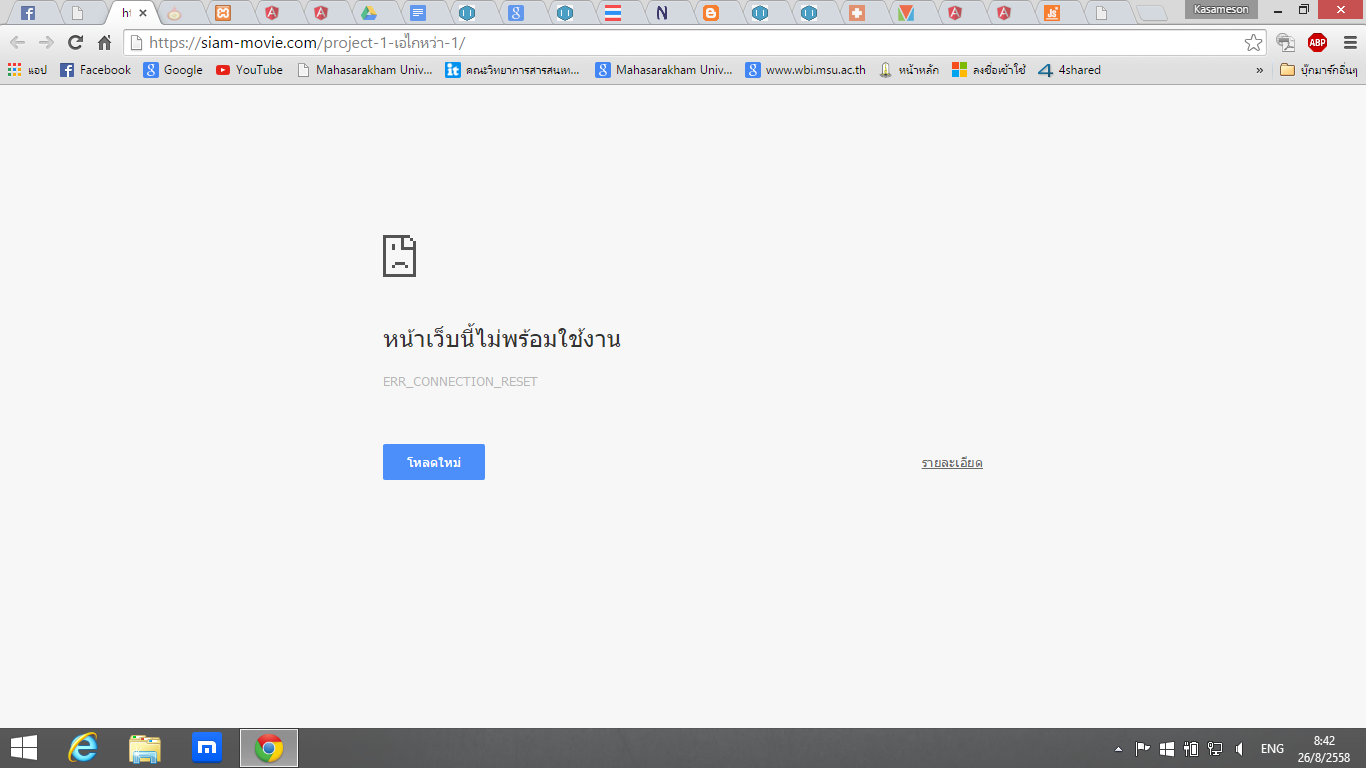 ht
Kasameson
https://siam-movie.com/project-1-เอไกหว่า-1/
ABP
แอป
Facebook
Google
YouTube
Mahasarakham Univ...
คณะวิทยาการสารสนเท...
Mahasarakham Univ...
www.wbi.msu.ac.th
หน้าหลัก
ลงชื่อเข้าใช้
4shared
»
บุ๊กมาร์กอื่นๆ
หน้าเว็บนี้ไม่พร้อมใช้งาน
ERR_CONNECTION_RESET
โหลดใหม่
รายละเอียด
ENG
8:42
26/8/2558